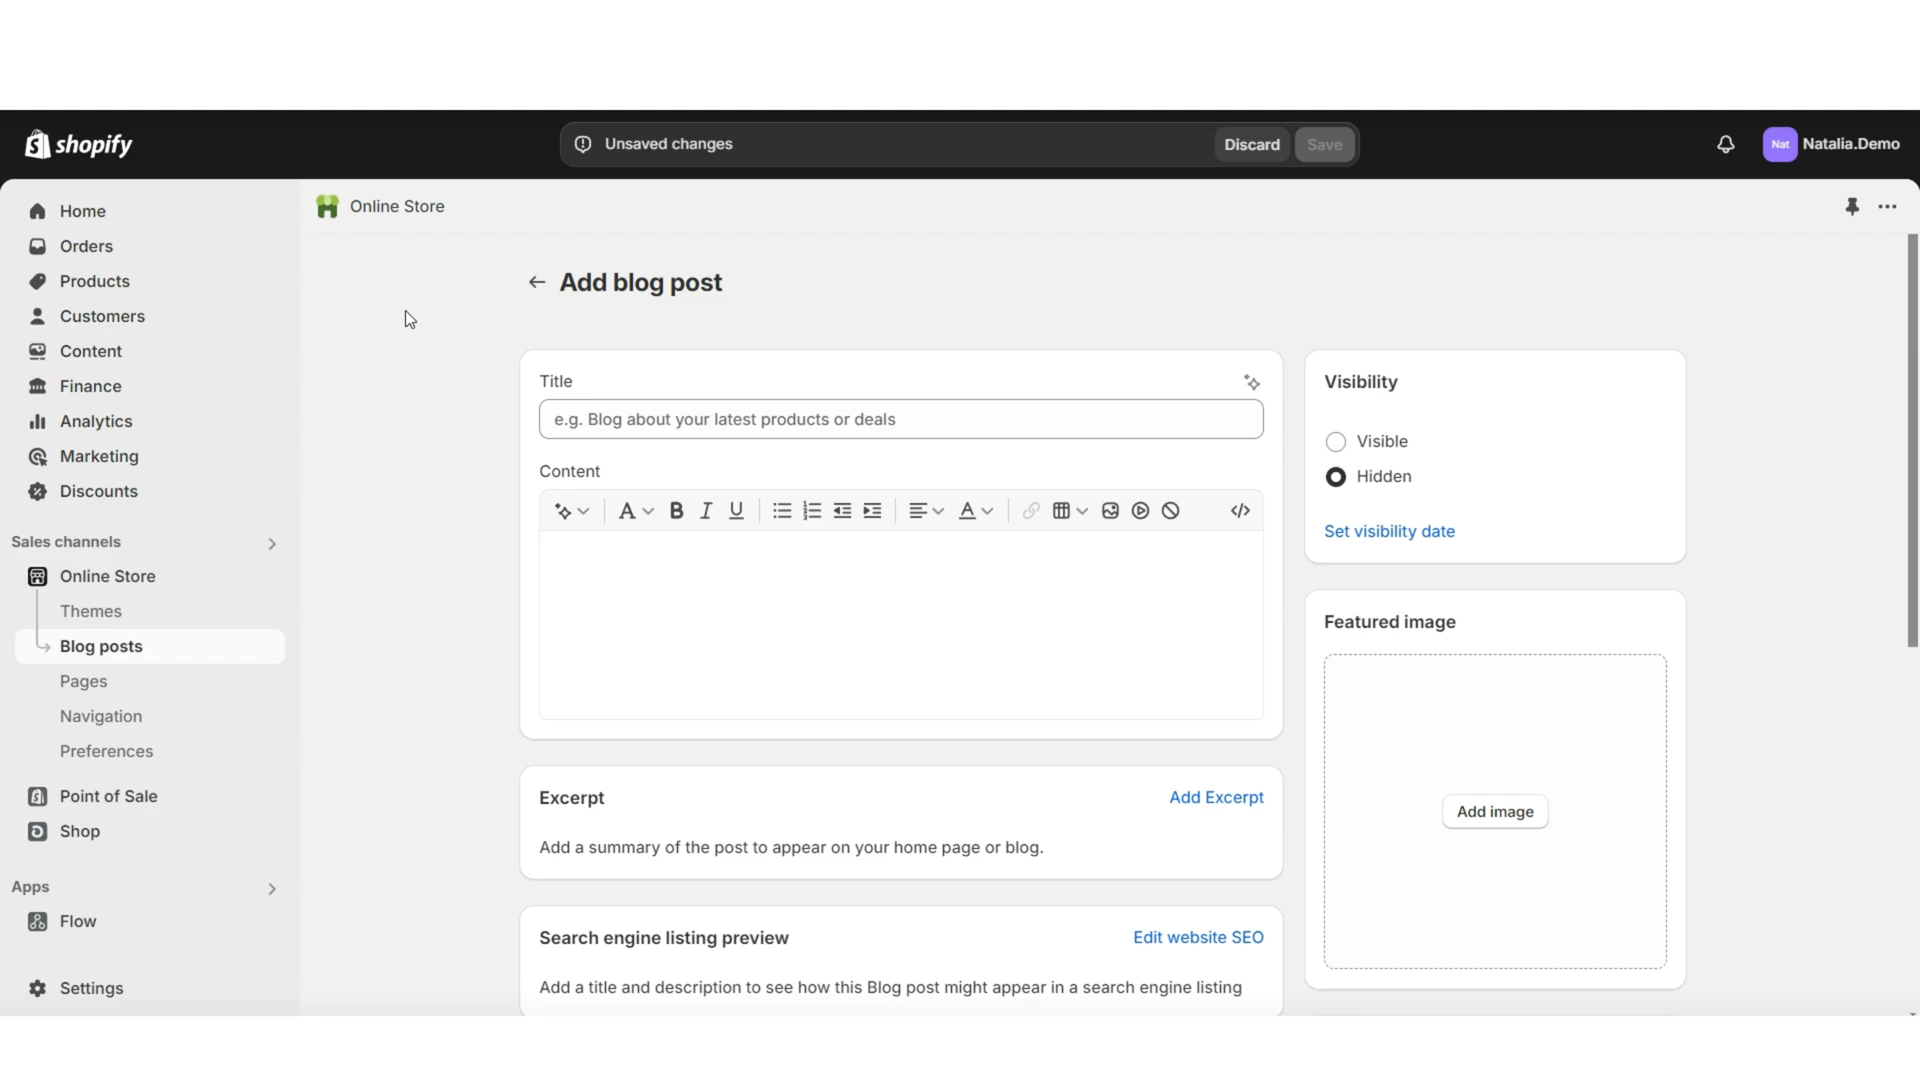 shopify
Unsaved changes
Discard
Save
Nat
Natalia.Demo
Home
Orders
Products
Customers
Content
Finance
Analytics
Marketing
Discounts
Sales channels
Online Store
Themes
Blog posts
Pages
Navigation
Preferences
Point of Sale
Shop
Apps
Flow
Settings
Online Store
Add blog post
Title
e.g. Blog about your latest products or deals
Content
Excerpt
Add Excerpt
Add a summary of the post to appear on your home page or blog.
Search engine listing preview
Edit website SEO
Add a title and description to see how this Blog post might appear in a search engine listing
Visibility
Visible
Hidden
Set visibility date
Featured image
Add image